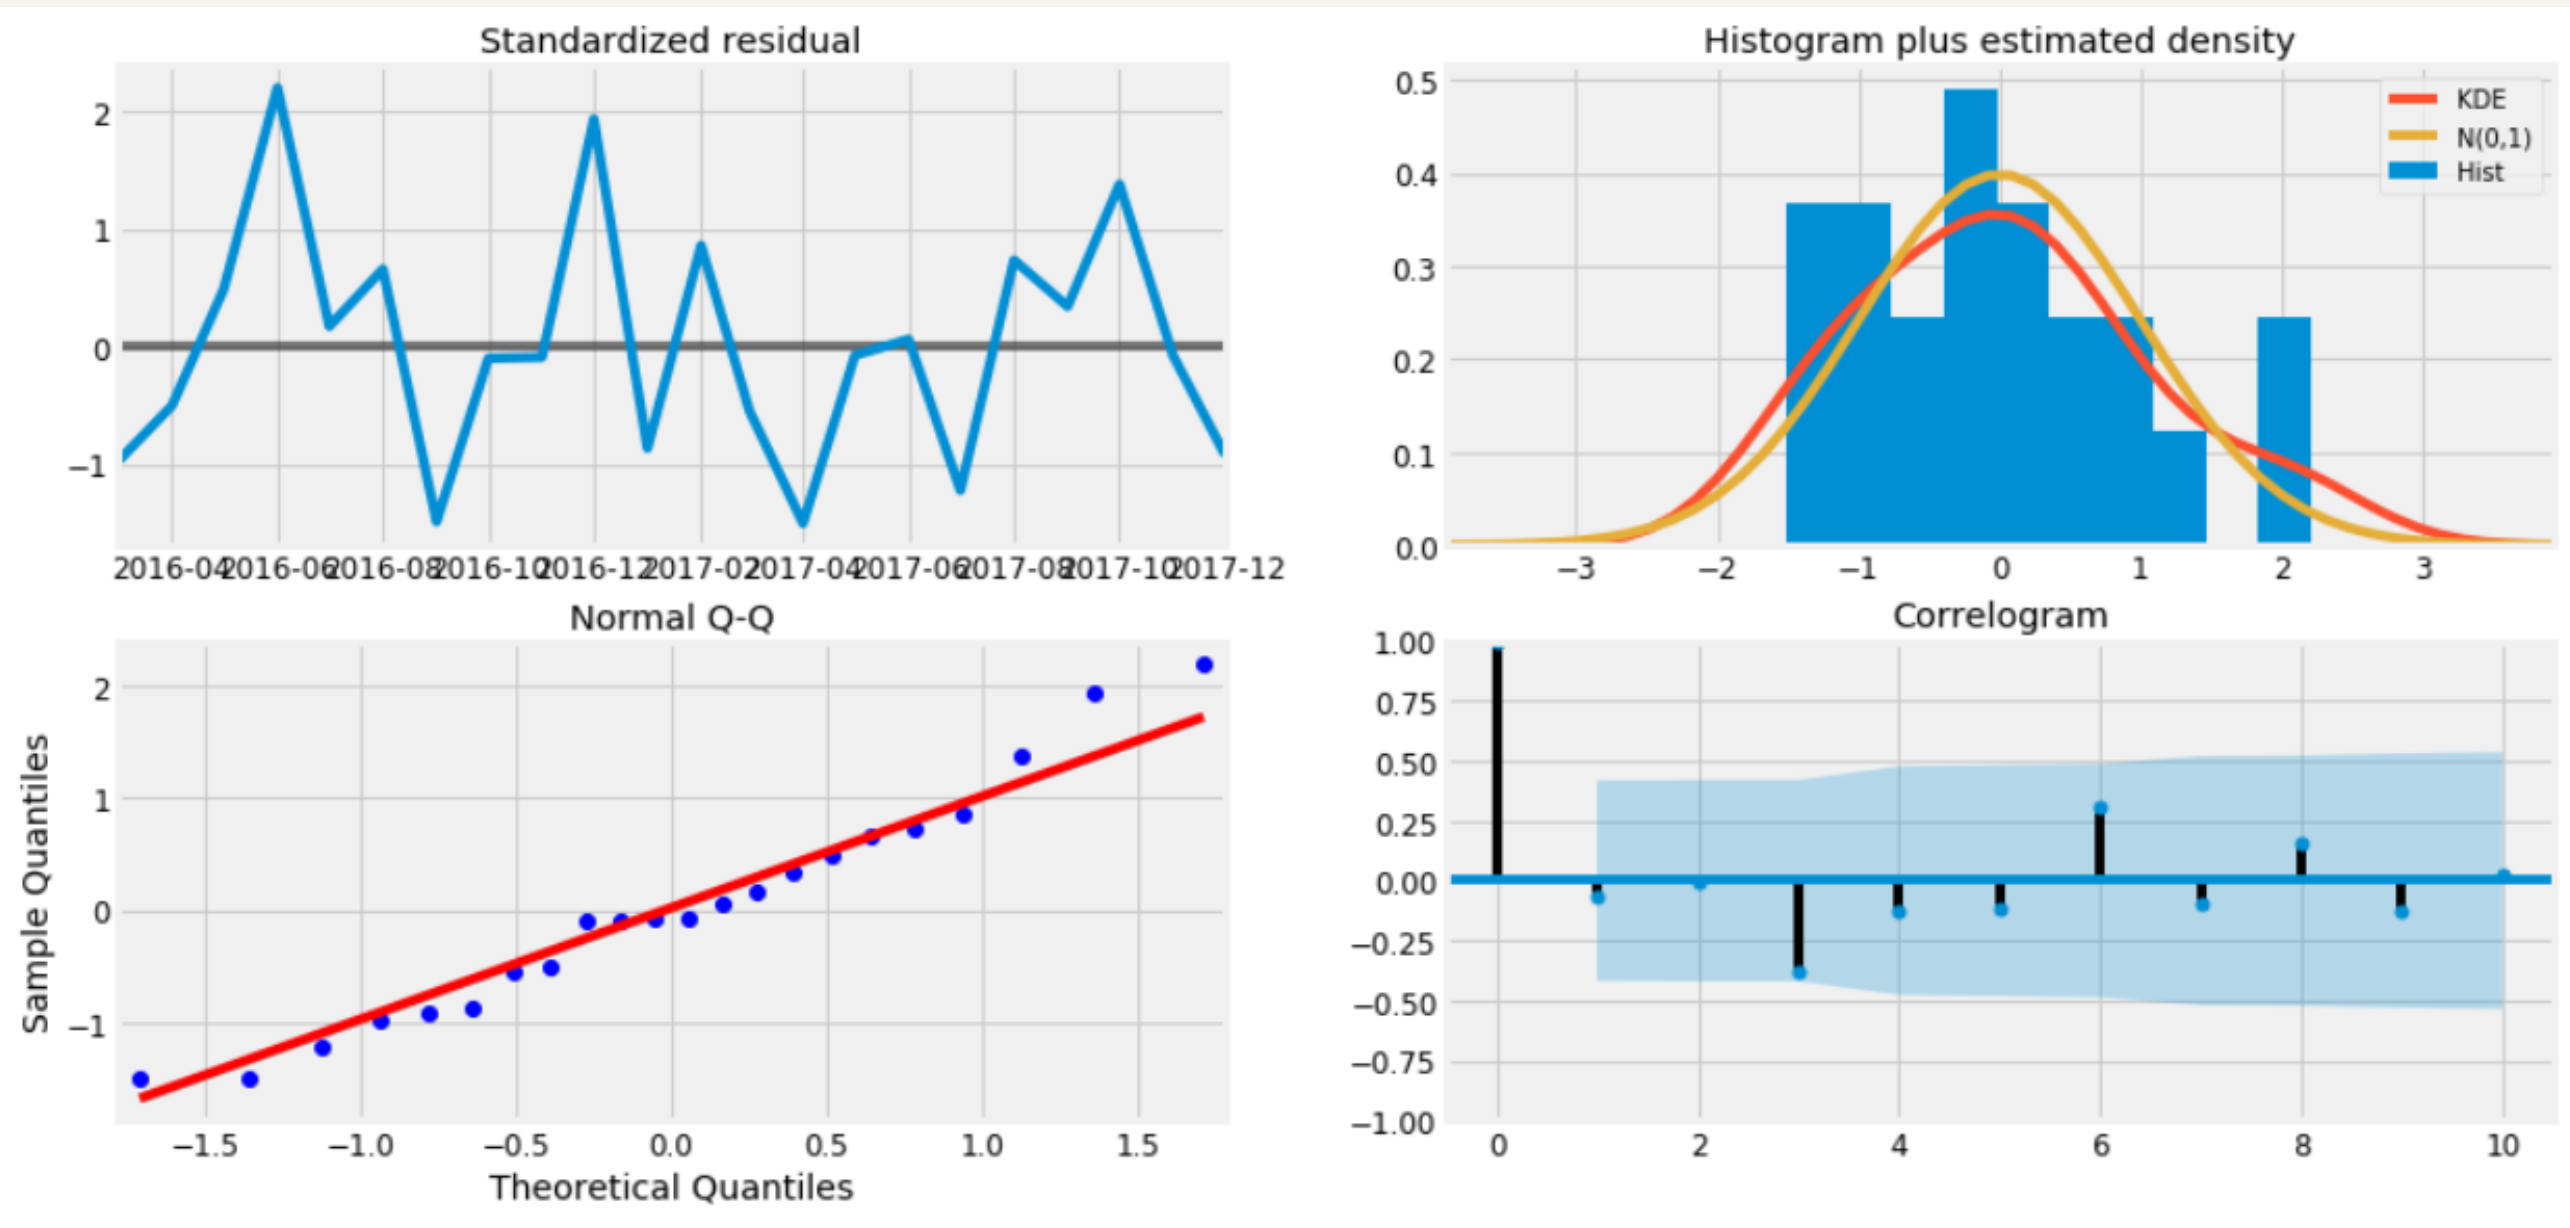 Standardized residual
2
1
0
−1
2016-04 2016-06 2016-08 2016-10 2016-12 2017-02 2017-04 2017-06 2017-08 2017-10 2017-12
Histogram plus estimated density
0.5
0.4
0.3
0.2
0.1
0.0
KDE
N(0,1)
Hist
−3 −2 −1 0 1 2 3
Normal Q-Q
Sample Quantiles
2
1
0
−1
−1.5 −1.0 −0.5 0.0 0.5 1.0 1.5
Theoretical Quantiles
Correlogram
1.00
0.75
0.50
0.25
0.00
−0.25
−0.50
−0.75
−1.00
0 2 4 6 8 10